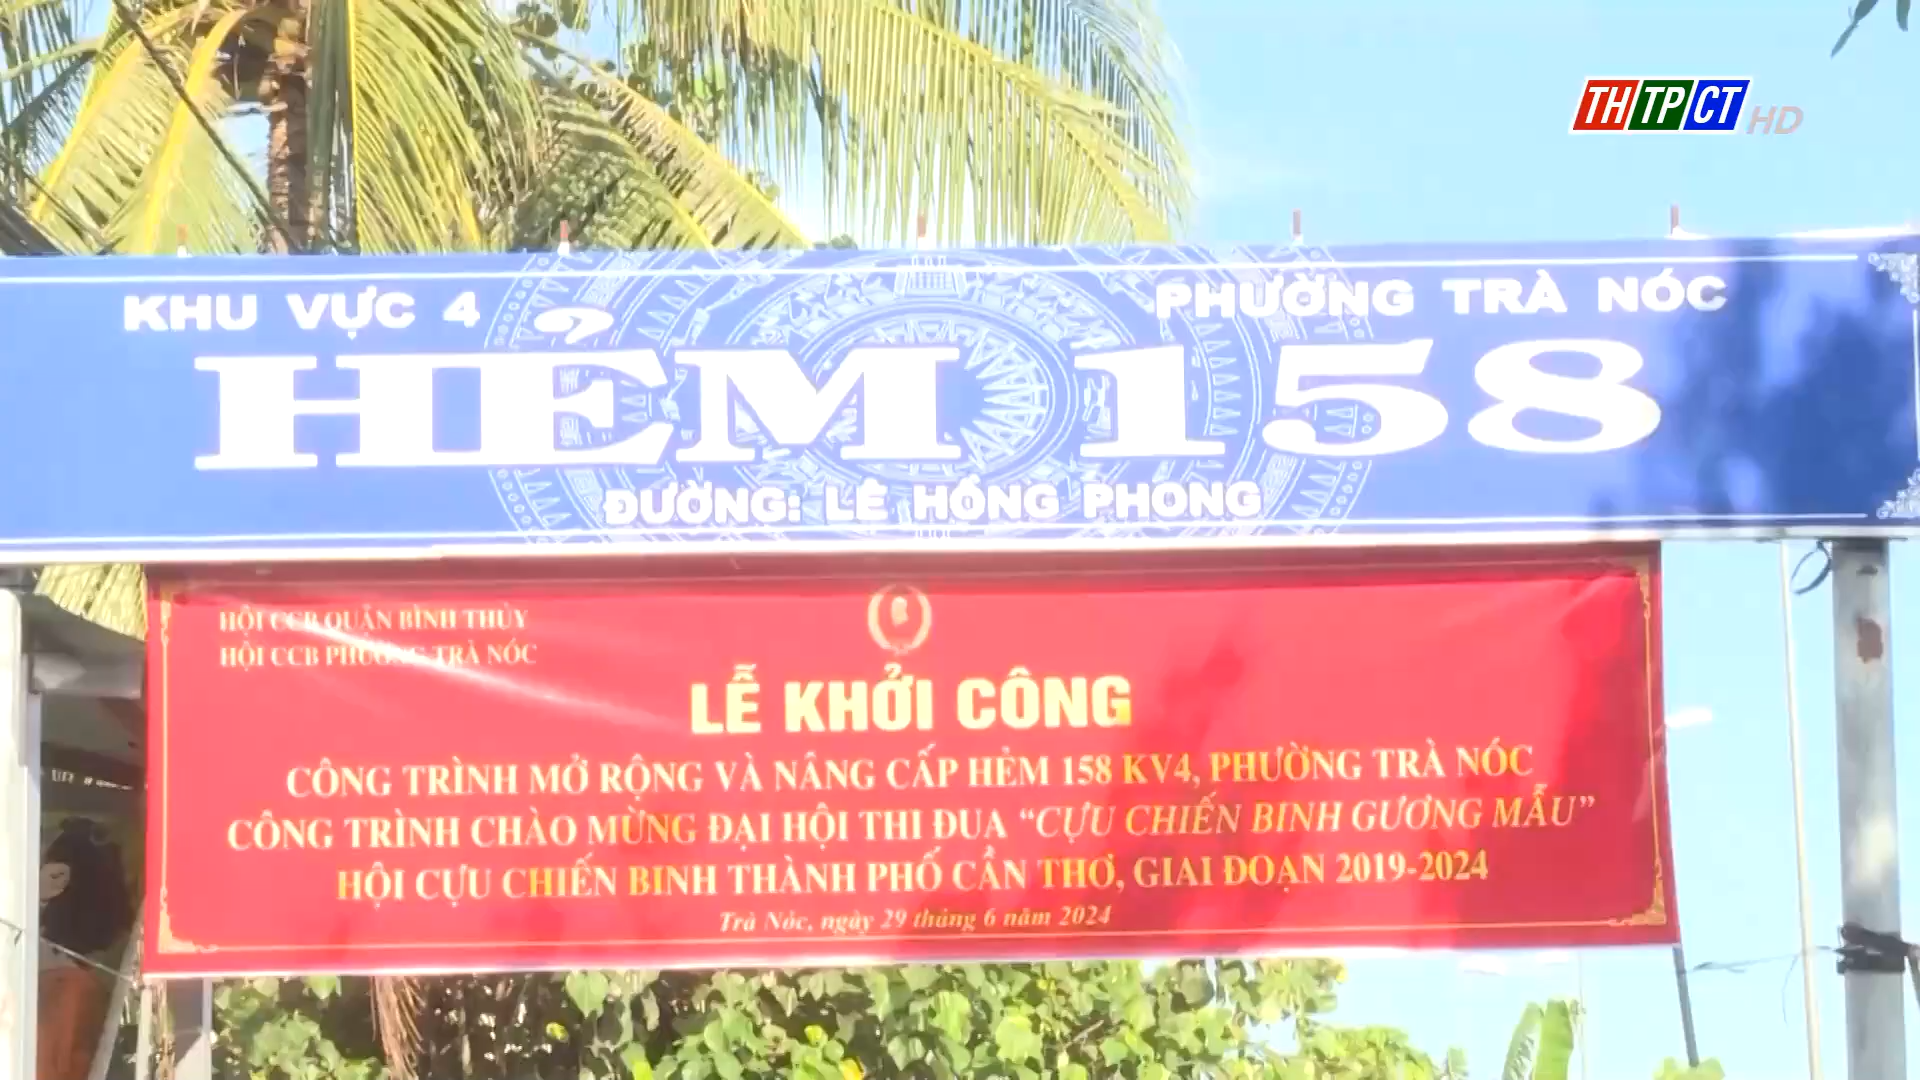 THTPCT HD
KHU VỰC 4 PHƯỜNG TRÀ NÓC
HẺM 158
ĐƯỜNG: LÊ HỒNG PHONG
HỘI CCB QUẬN BÌNH THỦY
HỘI CCB PHƯỜNG TRÀ NÓC
LỄ KHỞI CÔNG
CÔNG TRÌNH MỞ RỘNG VÀ NÂNG CẤP HẺM 158 KV4, PHƯỜNG TRÀ NÓC
CÔNG TRÌNH CHÀO MỪNG ĐẠI HỘI THI ĐUA “CỰU CHIẾN BINH GƯƠNG MẪU”
HỘI CỰU CHIẾN BINH THÀNH PHỐ CẦN THƠ, GIAI ĐOẠN 2019-2024
Trà Nóc, ngày 29 tháng 6 năm 2024